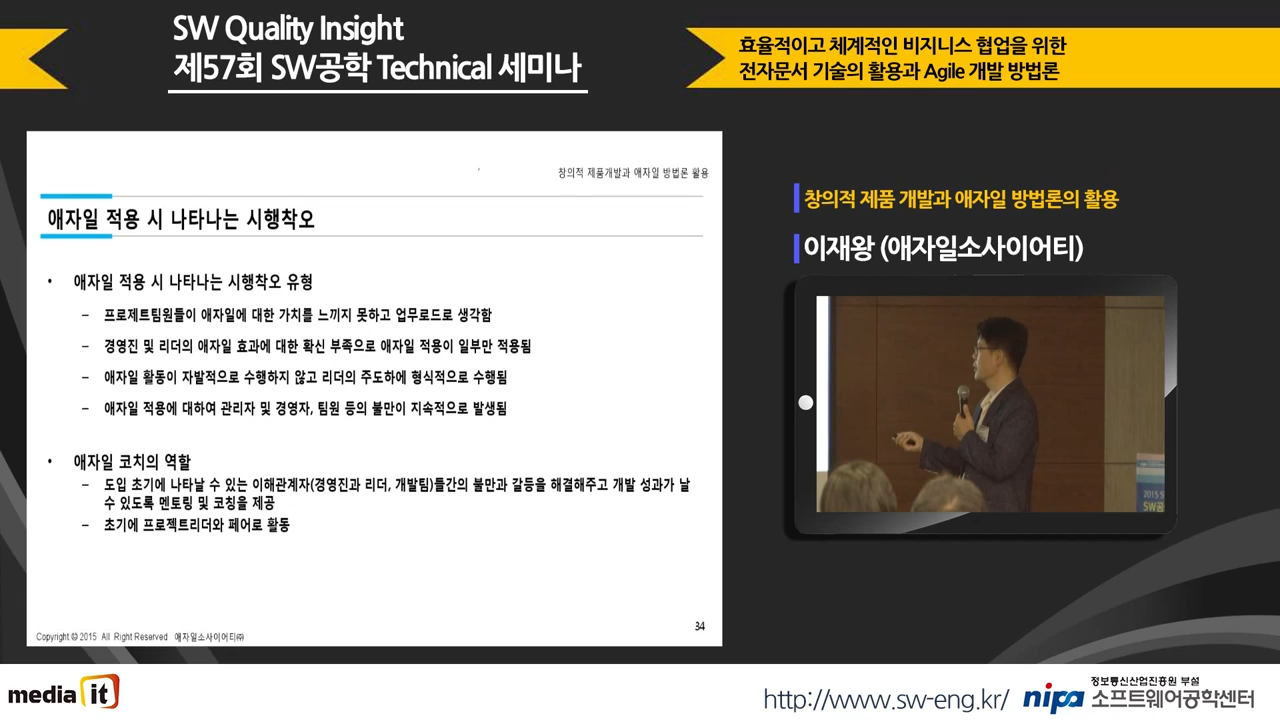 SW Quality Insight
제57회 SW공학 Technical 세미나
효율적이고 체계적인 비지니스 협업을 위한
전자문서 기술의 활용과 Agile 개발 방법론
창의적 제품개발과 애자일 방법론 활용
애자일 적용 시 나타나는 시행착오
• 애자일 적용 시 나타나는 시행착오 유형
– 프로제트팀원들이 애자일에 대한 가치를 느끼지 못하고 업무로드로 생각함
– 경영진 및 리더의 애자일 효과에 대한 확신 부족으로 애자일 적용이 일부만 적용됨
– 애자일 활동이 자발적으로 수행하지 않고 리더의 주도하에 형식적으로 수행됨
– 애자일 적용에 대하여 관리자 및 경영자, 팀원 등의 불만이 지속적으로 발생됨
• 애자일 코치의 역할
– 도입 초기에 나타날 수 있는 이해관계자(경영진과 리더, 개발팀)들간의 불만과 갈등을 해결해주고 개발 성과가 날
수 있도록 멘토링 및 코칭을 제공
– 초기에 프로젝트리더와 페어로 활동
34
Copyright © 2015 All Right Reserved 애자일소사이어티㈜
창의적 제품 개발과 애자일 방법론의 활용
이재왕 (애자일소사이어티)
2015 S
SW공
media it
http://www.sw-eng.kr/
nipa
정보통신산업진흥원 부설
소프트웨어공학센터